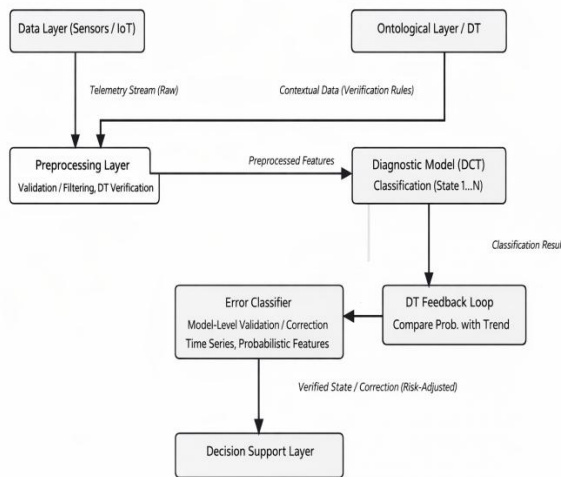 Data Layer (Sensors / IoT)
Ontological Layer / DT
Telemetry Stream (Raw)
Contextual Data (Verification Rules)
Preprocessing Layer
Validation / Filtering, DT Verification
Preprocessed Features
Diagnostic Model (DCT)
Classification (State 1...N)
Classification Resul
Error Classifier
Model-Level Validation / Correction
Time Series, Probabilistic Features
DT Feedback Loop
Compare Prob. with Trend
Verified State / Correction (Risk-Adjusted)
Decision Support Layer